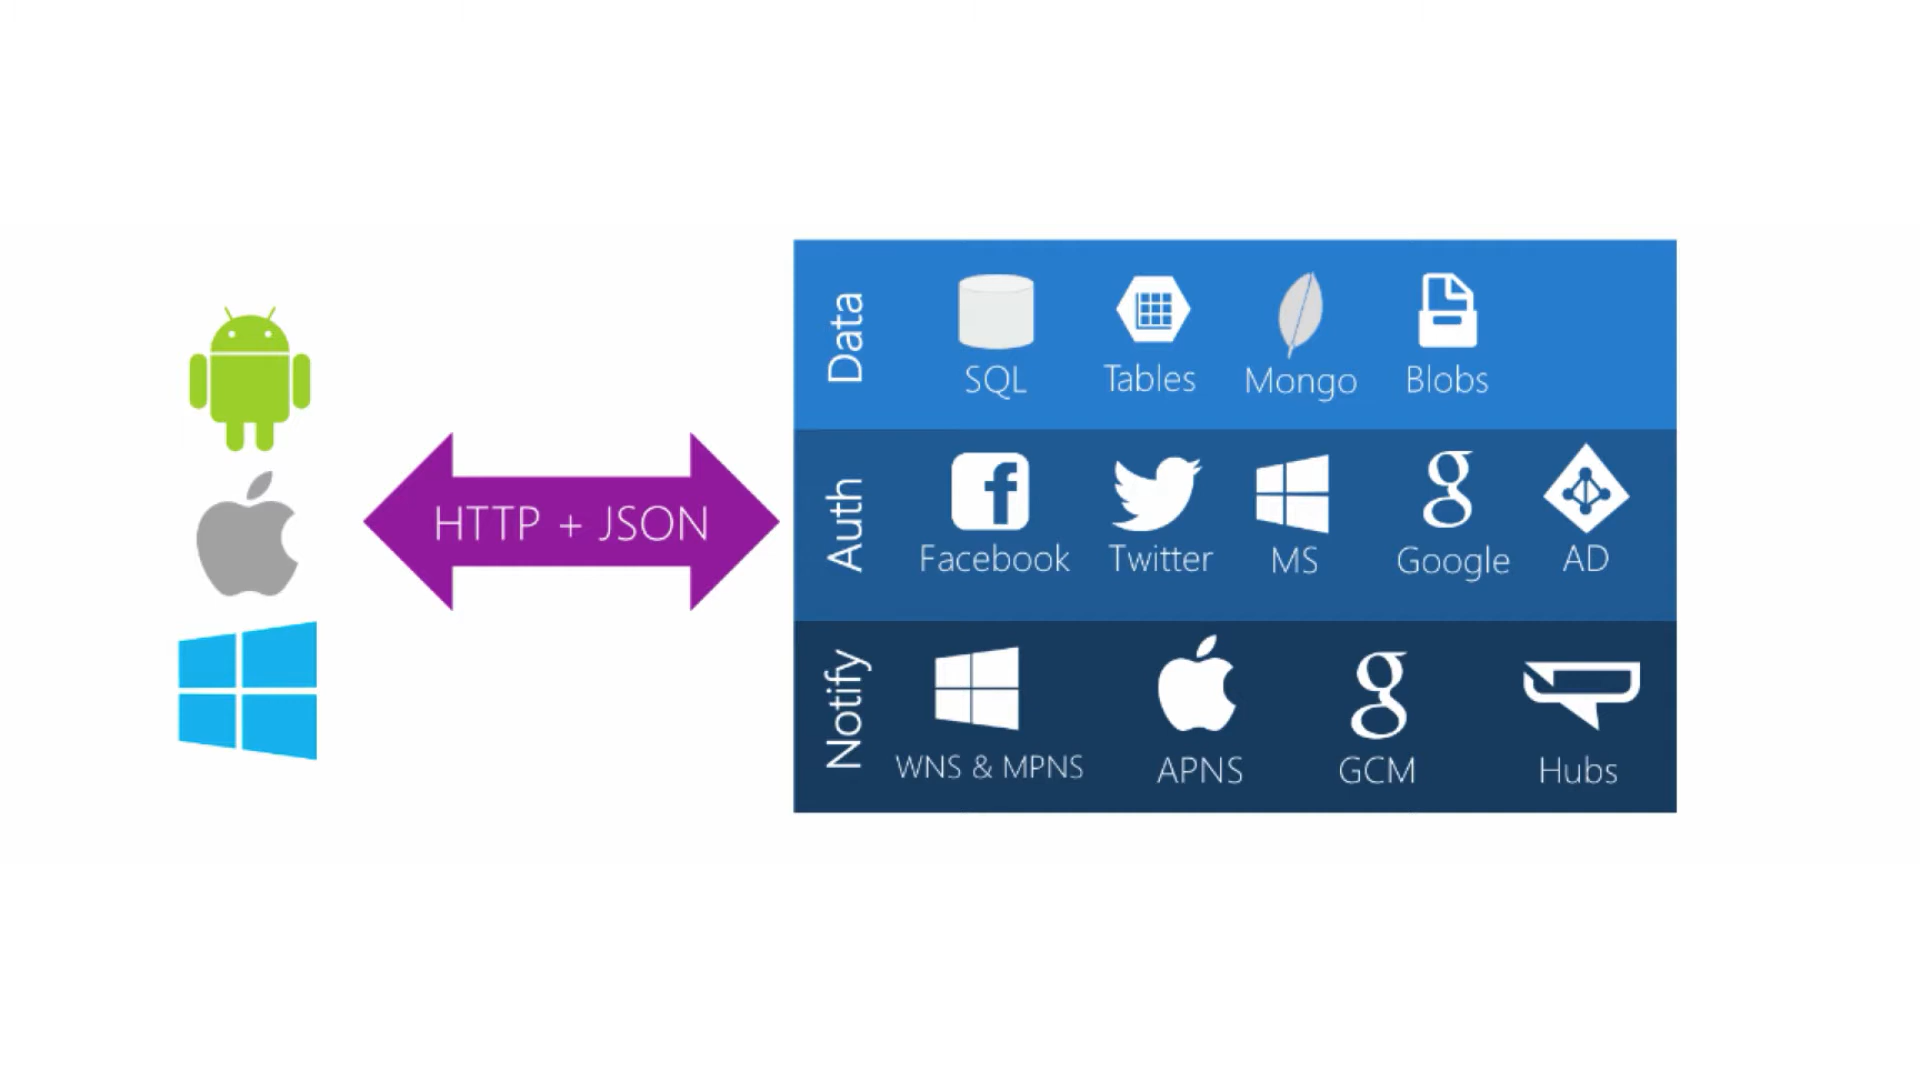 HTTP + JSON
Data
SQL Tables Mongo Blobs
Auth
Facebook Twitter MS Google AD
Notify
WNS & MPNS APNS GCM Hubs